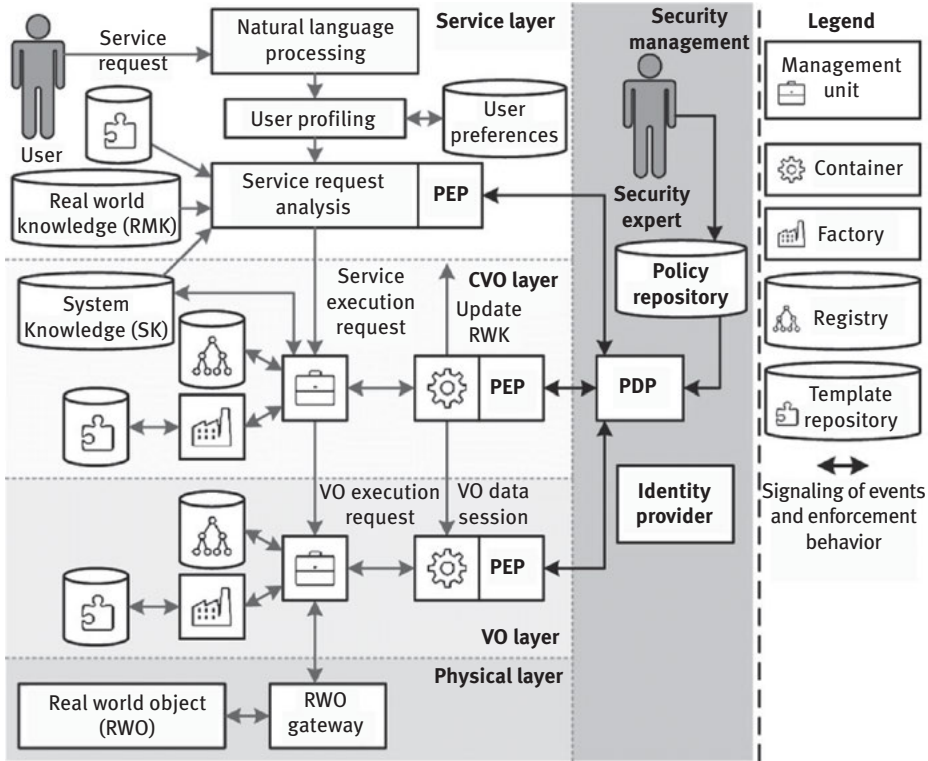 Service layer
Service
request
Natural language
processing
User
User profiling
User
preferences
Service request
analysis
PEP
Real world
knowledge (RMK)
System
Knowledge (SK)
Service
execution
request
CVO layer
Update
RWK
PEP
VO execution
request
VO data
session
PEP
VO layer
Physical layer
Real world object
(RWO)
RWO
gateway
Security
management
Security
expert
Policy
repository
PDP
Identity
provider
Legend
Management
unit
Container
Factory
Registry
Template
repository
Signaling of events
and enforcement
behavior